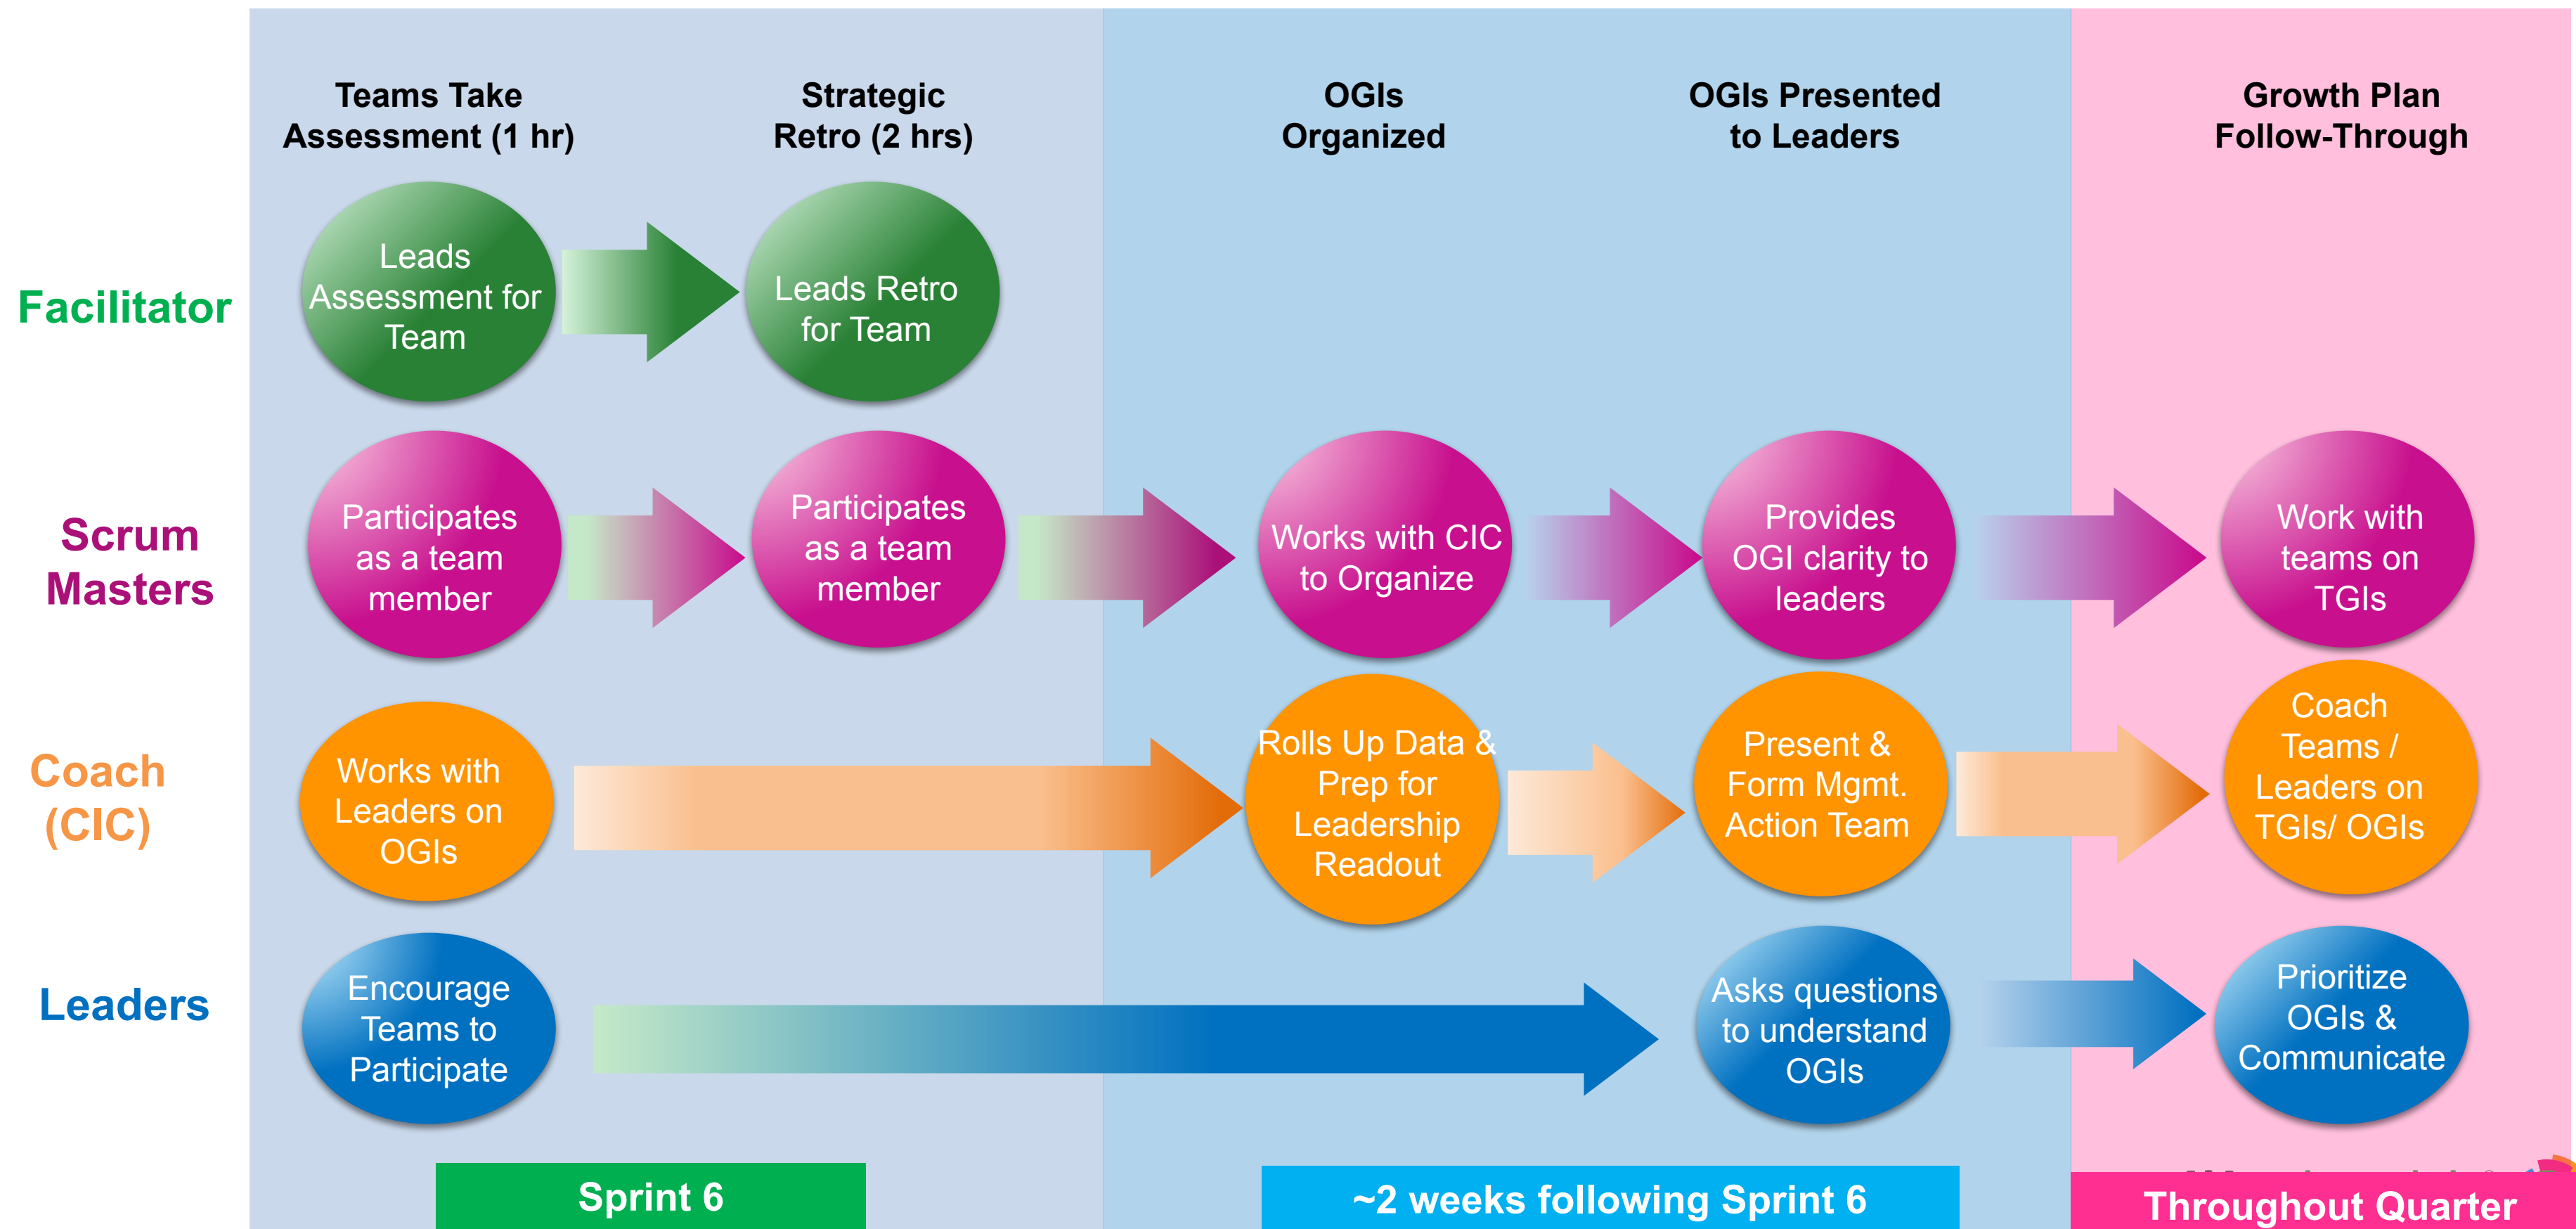 Teams Take
Assessment (1 hr)
Strategic
Retro (2 hrs)
OGIs
Organized
OGIs Presented
to Leaders
Growth Plan
Follow-Through
Facilitator
Leads
Assessment for
Team
Leads Retro
for Team
Scrum
Masters
Participates
as a team
member
Participates
as a team
member
Works with CIC
to Organize
Provides
OGI clarity to
leaders
Work with
teams on
TGIs
Coach
(CIC)
Works with
Leaders on
OGIs
Rolls Up Data &
Prep for
Leadership
Readout
Present &
Form Mgmt.
Action Team
Coach
Teams /
Leaders on
TGIs/ OGIs
Leaders
Encourage
Teams to
Participate
Asks questions
to understand
OGIs
Prioritize
OGIs &
Communicate
Sprint 6
~2 weeks following Sprint 6
Throughout Quarter